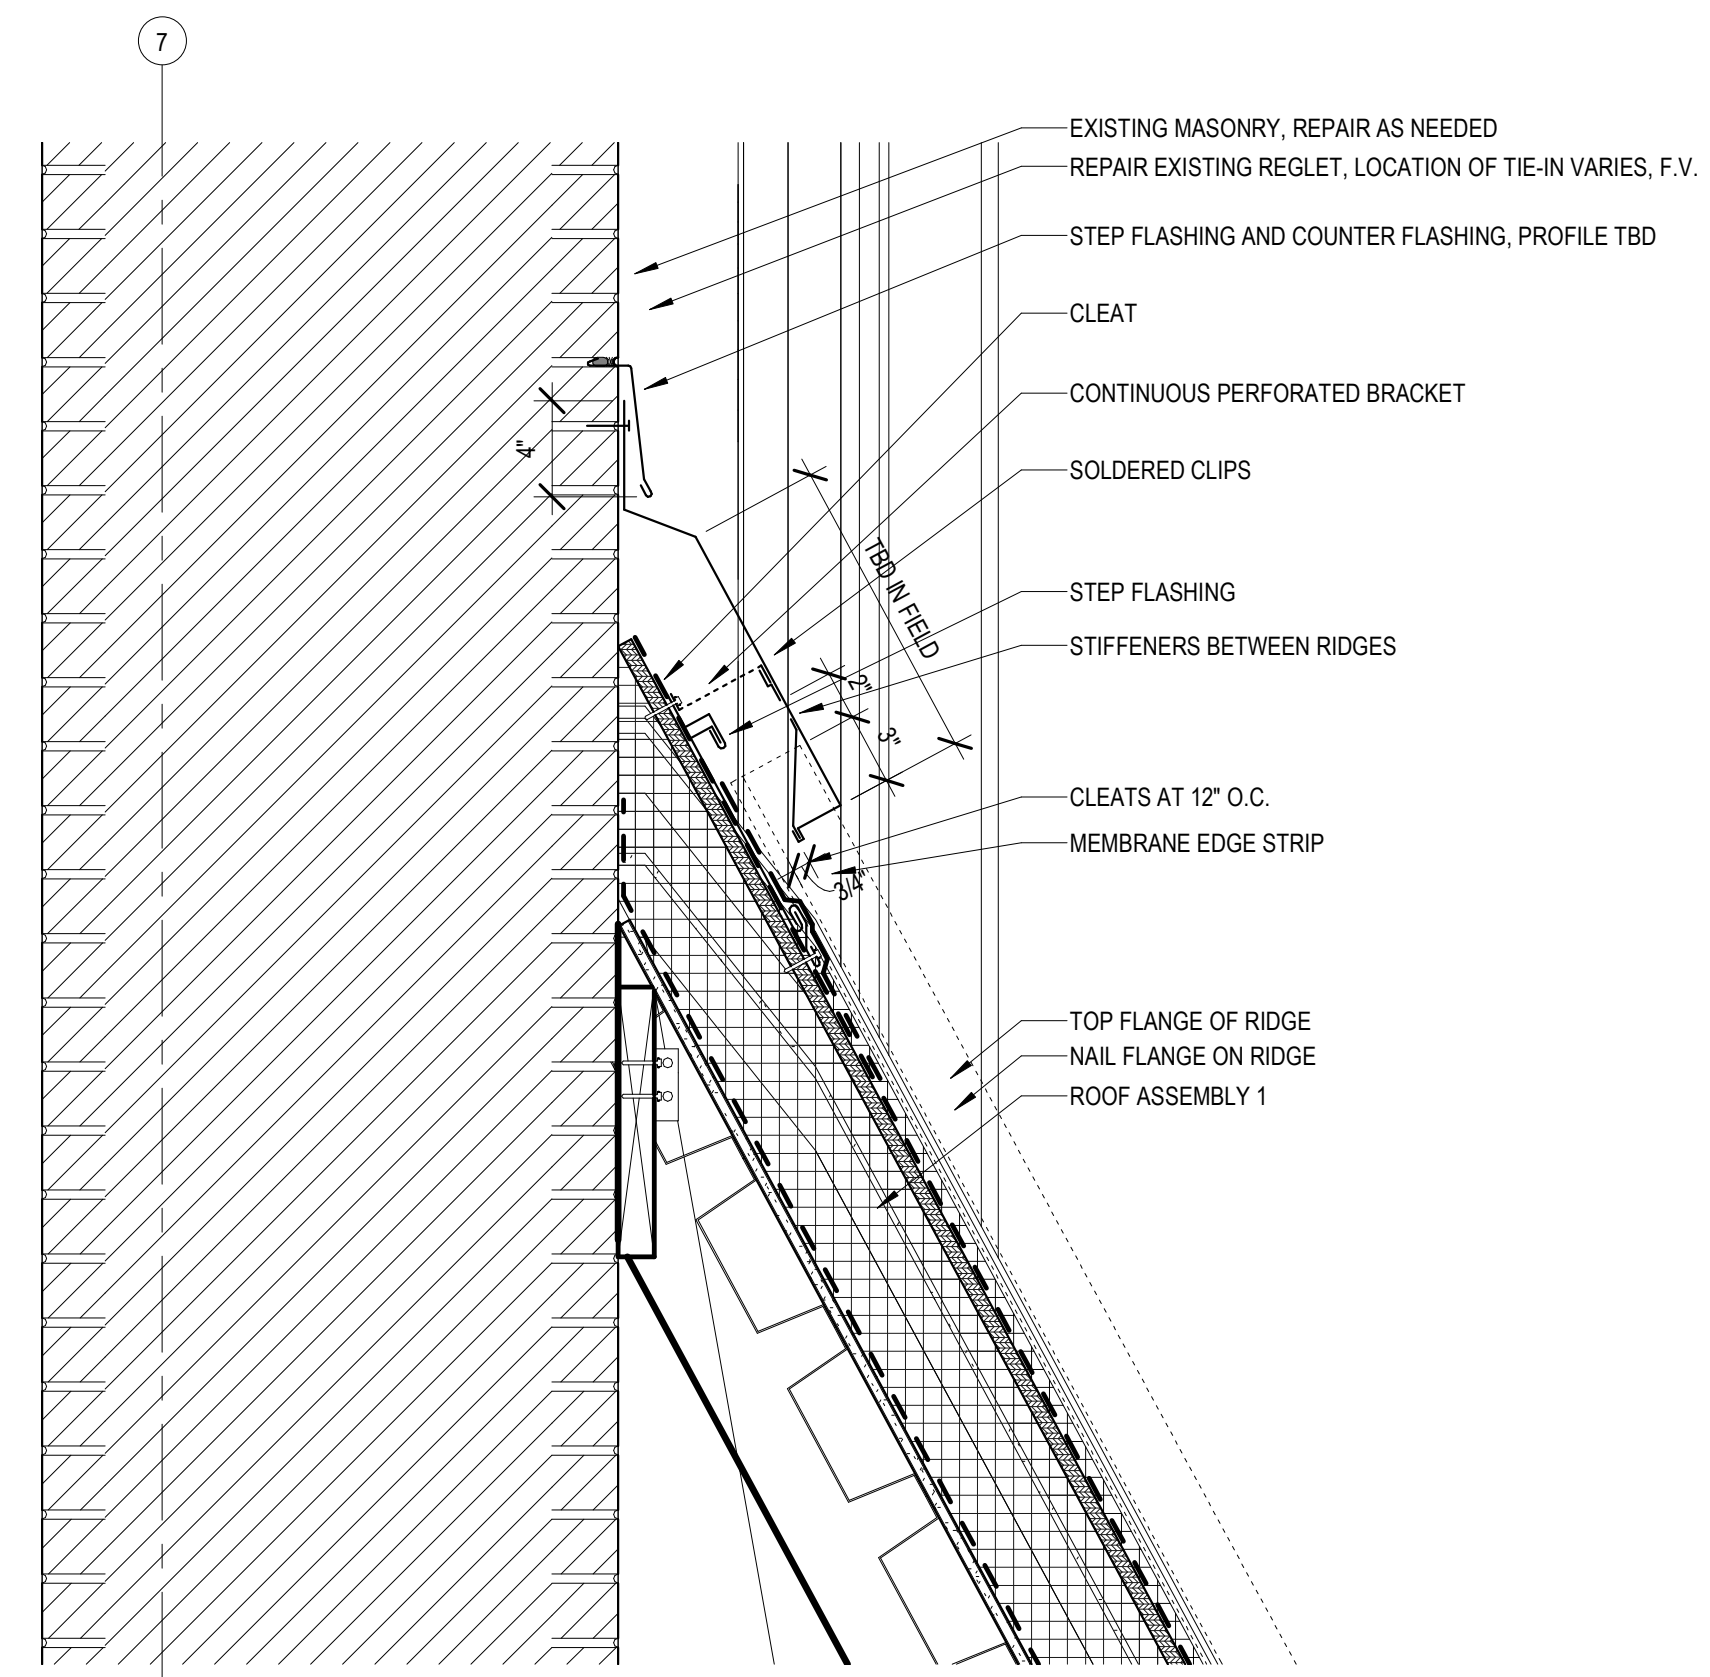 7
EXISTING MASONRY, REPAIR AS NEEDED
REPAIR EXISTING REGLET, LOCATION OF TIE-IN VARIES, F.V.
STEP FLASHING AND COUNTER FLASHING, PROFILE TBD
CLEAT
CONTINUOUS PERFORATED BRACKET
4"
SOLDERED CLIPS
TBD IN FIELD
STEP FLASHING
STIFFENERS BETWEEN RIDGES
2"
3"
CLEATS AT 12" O.C.
MEMBRANE EDGE STRIP
3/4"
TOP FLANGE OF RIDGE
NAIL FLANGE ON RIDGE
ROOF ASSEMBLY 1